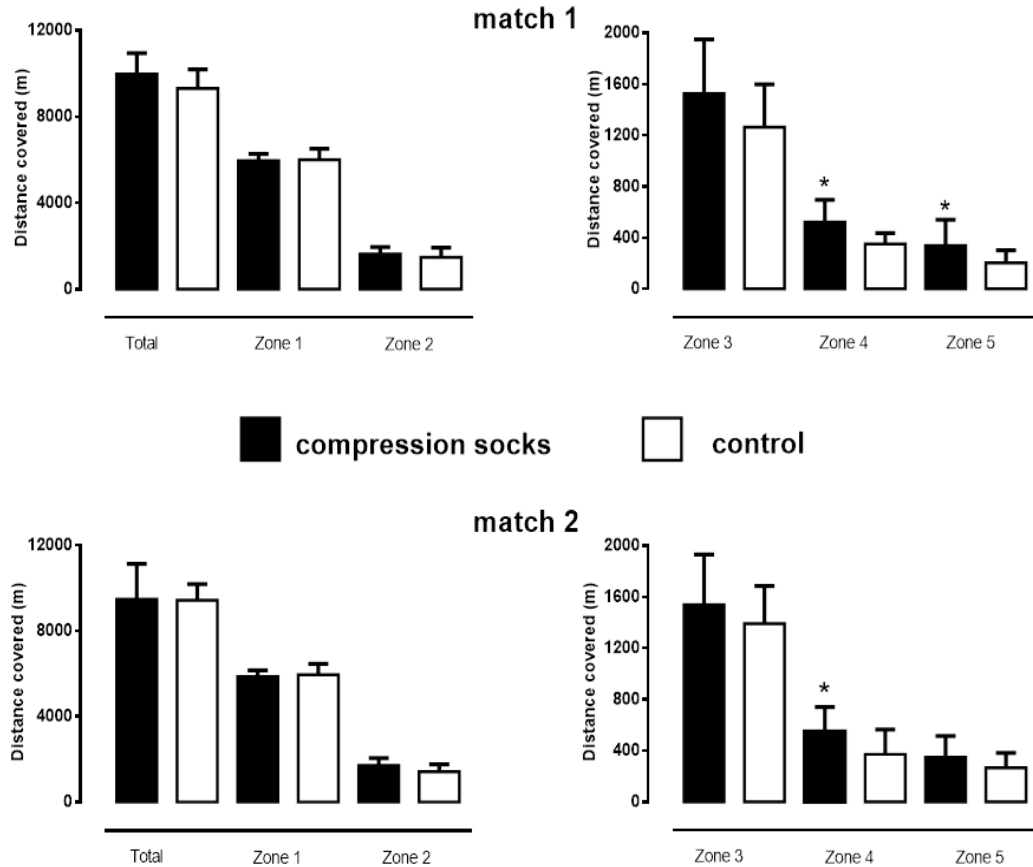 match 1
Distance covered (m)
12000
8000
4000
0
Total Zone 1 Zone 2
Distance covered (m)
2000
1600
1200
800
400
0
*
*
Zone 3 Zone 4 Zone 5
compression socks control
match 2
Distance covered (m)
12000
8000
4000
0
Total Zone 1 Zone 2
Distance covered (m)
2000
1600
1200
800
400
0
*
Zone 3 Zone 4 Zone 5